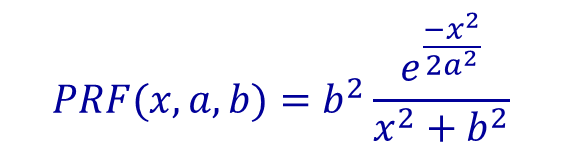 PRF(x, a, b) = b² e^(−x²/2a²) / (x² + b²)